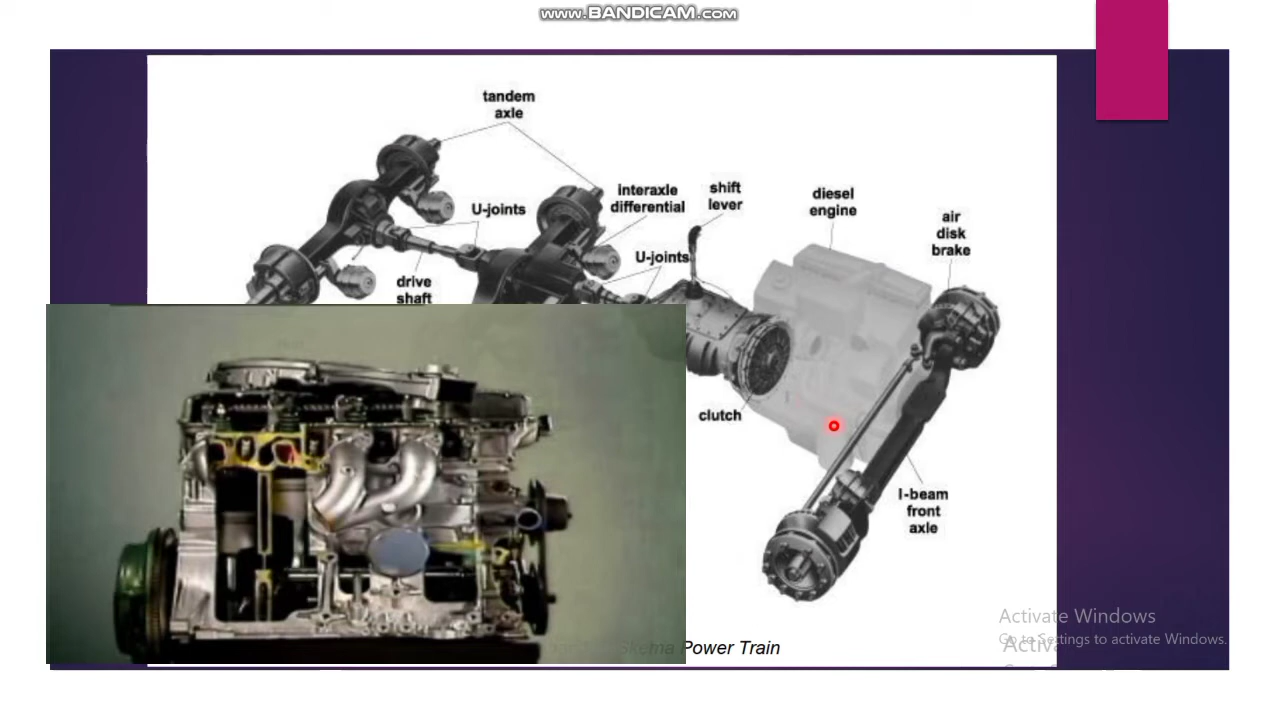 www.BANDICAM.com
tandem
axle
U-joints
interaxle
differential
shift
lever
diesel
engine
air
disk
brake
U-joints
drive
shaft
clutch
I-beam
front
axle
Activate Windows
Go to Settings to activate Windows.
Skema Power Train